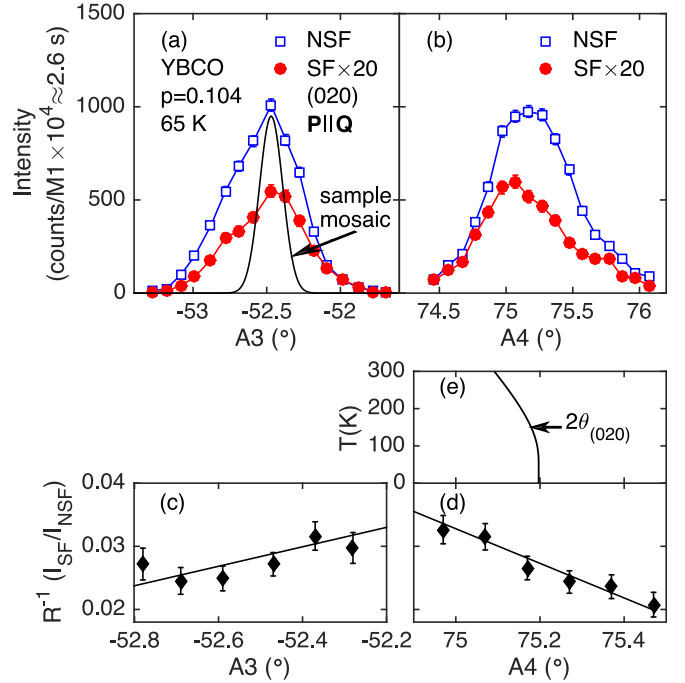 1500
1000
500
0
Intensity
(counts/M1×10⁴≈2.6 s)
(a)
NSF
YBCO
SF×20
p=0.104
(020)
65 K
P||Q
sample
mosaic
-53
-52.5
-52
A3 (°)
(b)
NSF
SF×20
74.5
75
75.5
76
A4 (°)
300
200
100
0
T(K)
(e)
2θ(020)
0.04
0.03
0.02
R⁻¹ (I_SF/I_NSF)
(c)
-52.8
-52.6
-52.4
-52.2
A3 (°)
(d)
75
75.2
75.4
A4 (°)